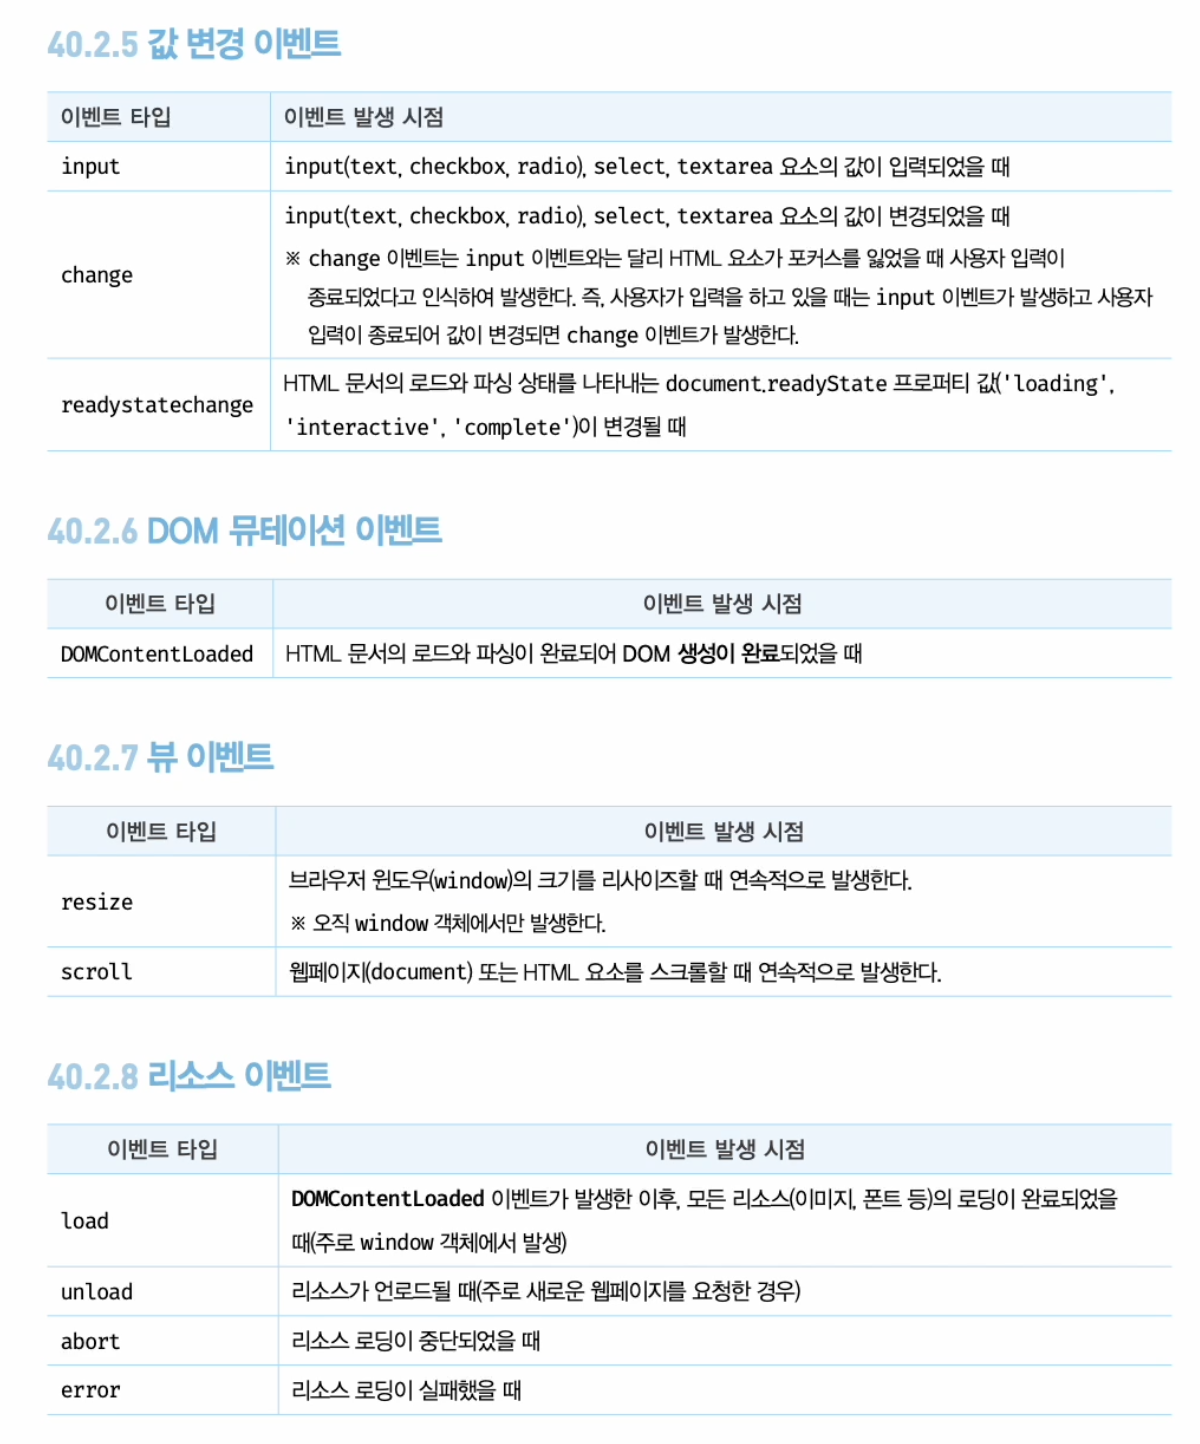 40.2.5 값 변경 이벤트
이벤트 타입 이벤트 발생 시점
input input(text, checkbox, radio), select, textarea 요소의 값이 입력되었을 때
change input(text, checkbox, radio), select, textarea 요소의 값이 변경되었을 때
※ change 이벤트는 input 이벤트와는 달리 HTML 요소가 포커스를 잃었을 때 사용자 입력이
종료되었다고 인식하여 발생한다. 즉, 사용자가 입력을 하고 있을 때는 input 이벤트가 발생하고 사용자
입력이 종료되어 값이 변경되면 change 이벤트가 발생한다.
readystatechange HTML 문서의 로드와 파싱 상태를 나타내는 document.readyState 프로퍼티 값('loading',
'interactive', 'complete')이 변경될 때
40.2.6 DOM 뮤테이션 이벤트
이벤트 타입 이벤트 발생 시점
DOMContentLoaded HTML 문서의 로드와 파싱이 완료되어 DOM 생성이 완료되었을 때
40.2.7 뷰 이벤트
이벤트 타입 이벤트 발생 시점
resize 브라우저 윈도우(window)의 크기를 리사이즈할 때 연속적으로 발생한다.
※ 오직 window 객체에서만 발생한다.
scroll 웹페이지(document) 또는 HTML 요소를 스크롤할 때 연속적으로 발생한다.
40.2.8 리소스 이벤트
이벤트 타입 이벤트 발생 시점
load DOMContentLoaded 이벤트가 발생한 이후, 모든 리소스(이미지, 폰트 등)의 로딩이 완료되었을
때(주로 window 객체에서 발생)
unload 리소스가 언로드될 때(주로 새로운 웹페이지를 요청한 경우)
abort 리소스 로딩이 중단되었을 때
error 리소스 로딩이 실패했을 때